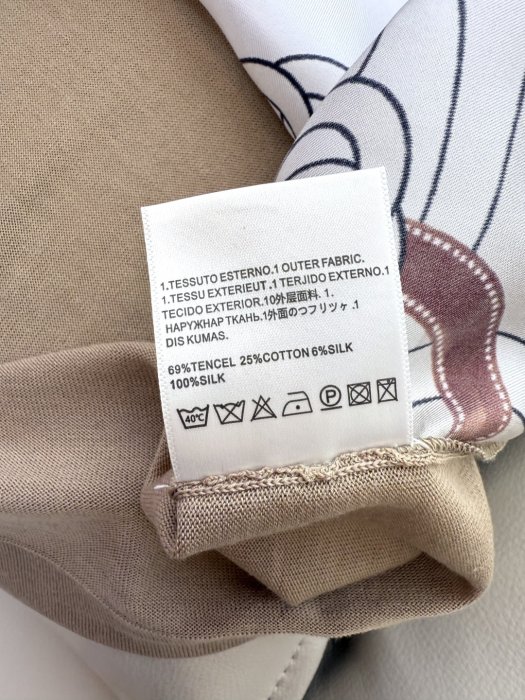 1.TESSUTO ESTERNO.1 OUTER FABRIC.
1.TESSU EXTERIEUT .1 TERJIDO EXTERNO.1
TECIDO EXTERIOR.10外层面料. 1.
НАРУЖНАР ТКАНЬ.1外面のつフリツャ .1
DIS KUMAS.
69%TENCEL 25%COTTON 6%SILK
100%SILK
40℃ P